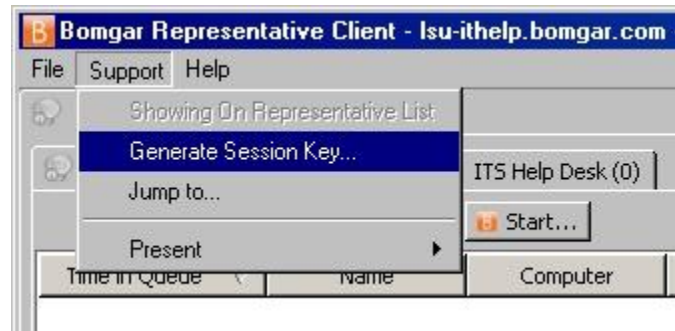 Bomgar Representative Client - lsu-ithelp.bomgar.com
File Support Help
Showing On Representative List
Generate Session Key...
ITS Help Desk (0)
Jump to...
Start...
Present
Time in Queue Name Computer